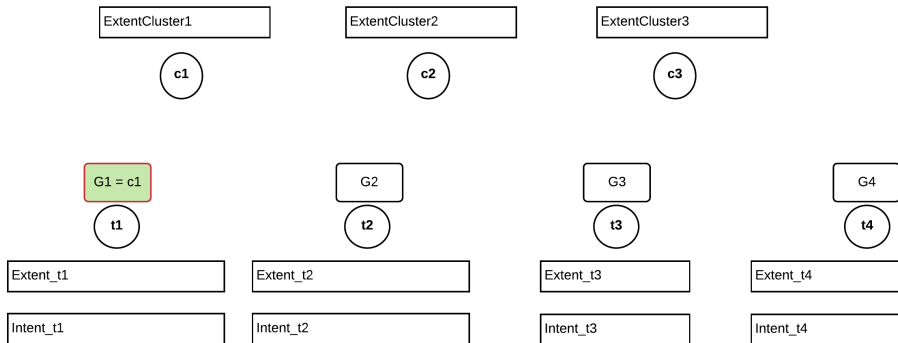 ExtentCluster1 ExtentCluster2 ExtentCluster3
c1 c2 c3
G1 = c1 G2 G3 G4
t1 t2 t3 t4
Extent_t1 Extent_t2 Extent_t3 Extent_t4
Intent_t1 Intent_t2 Intent_t3 Intent_t4